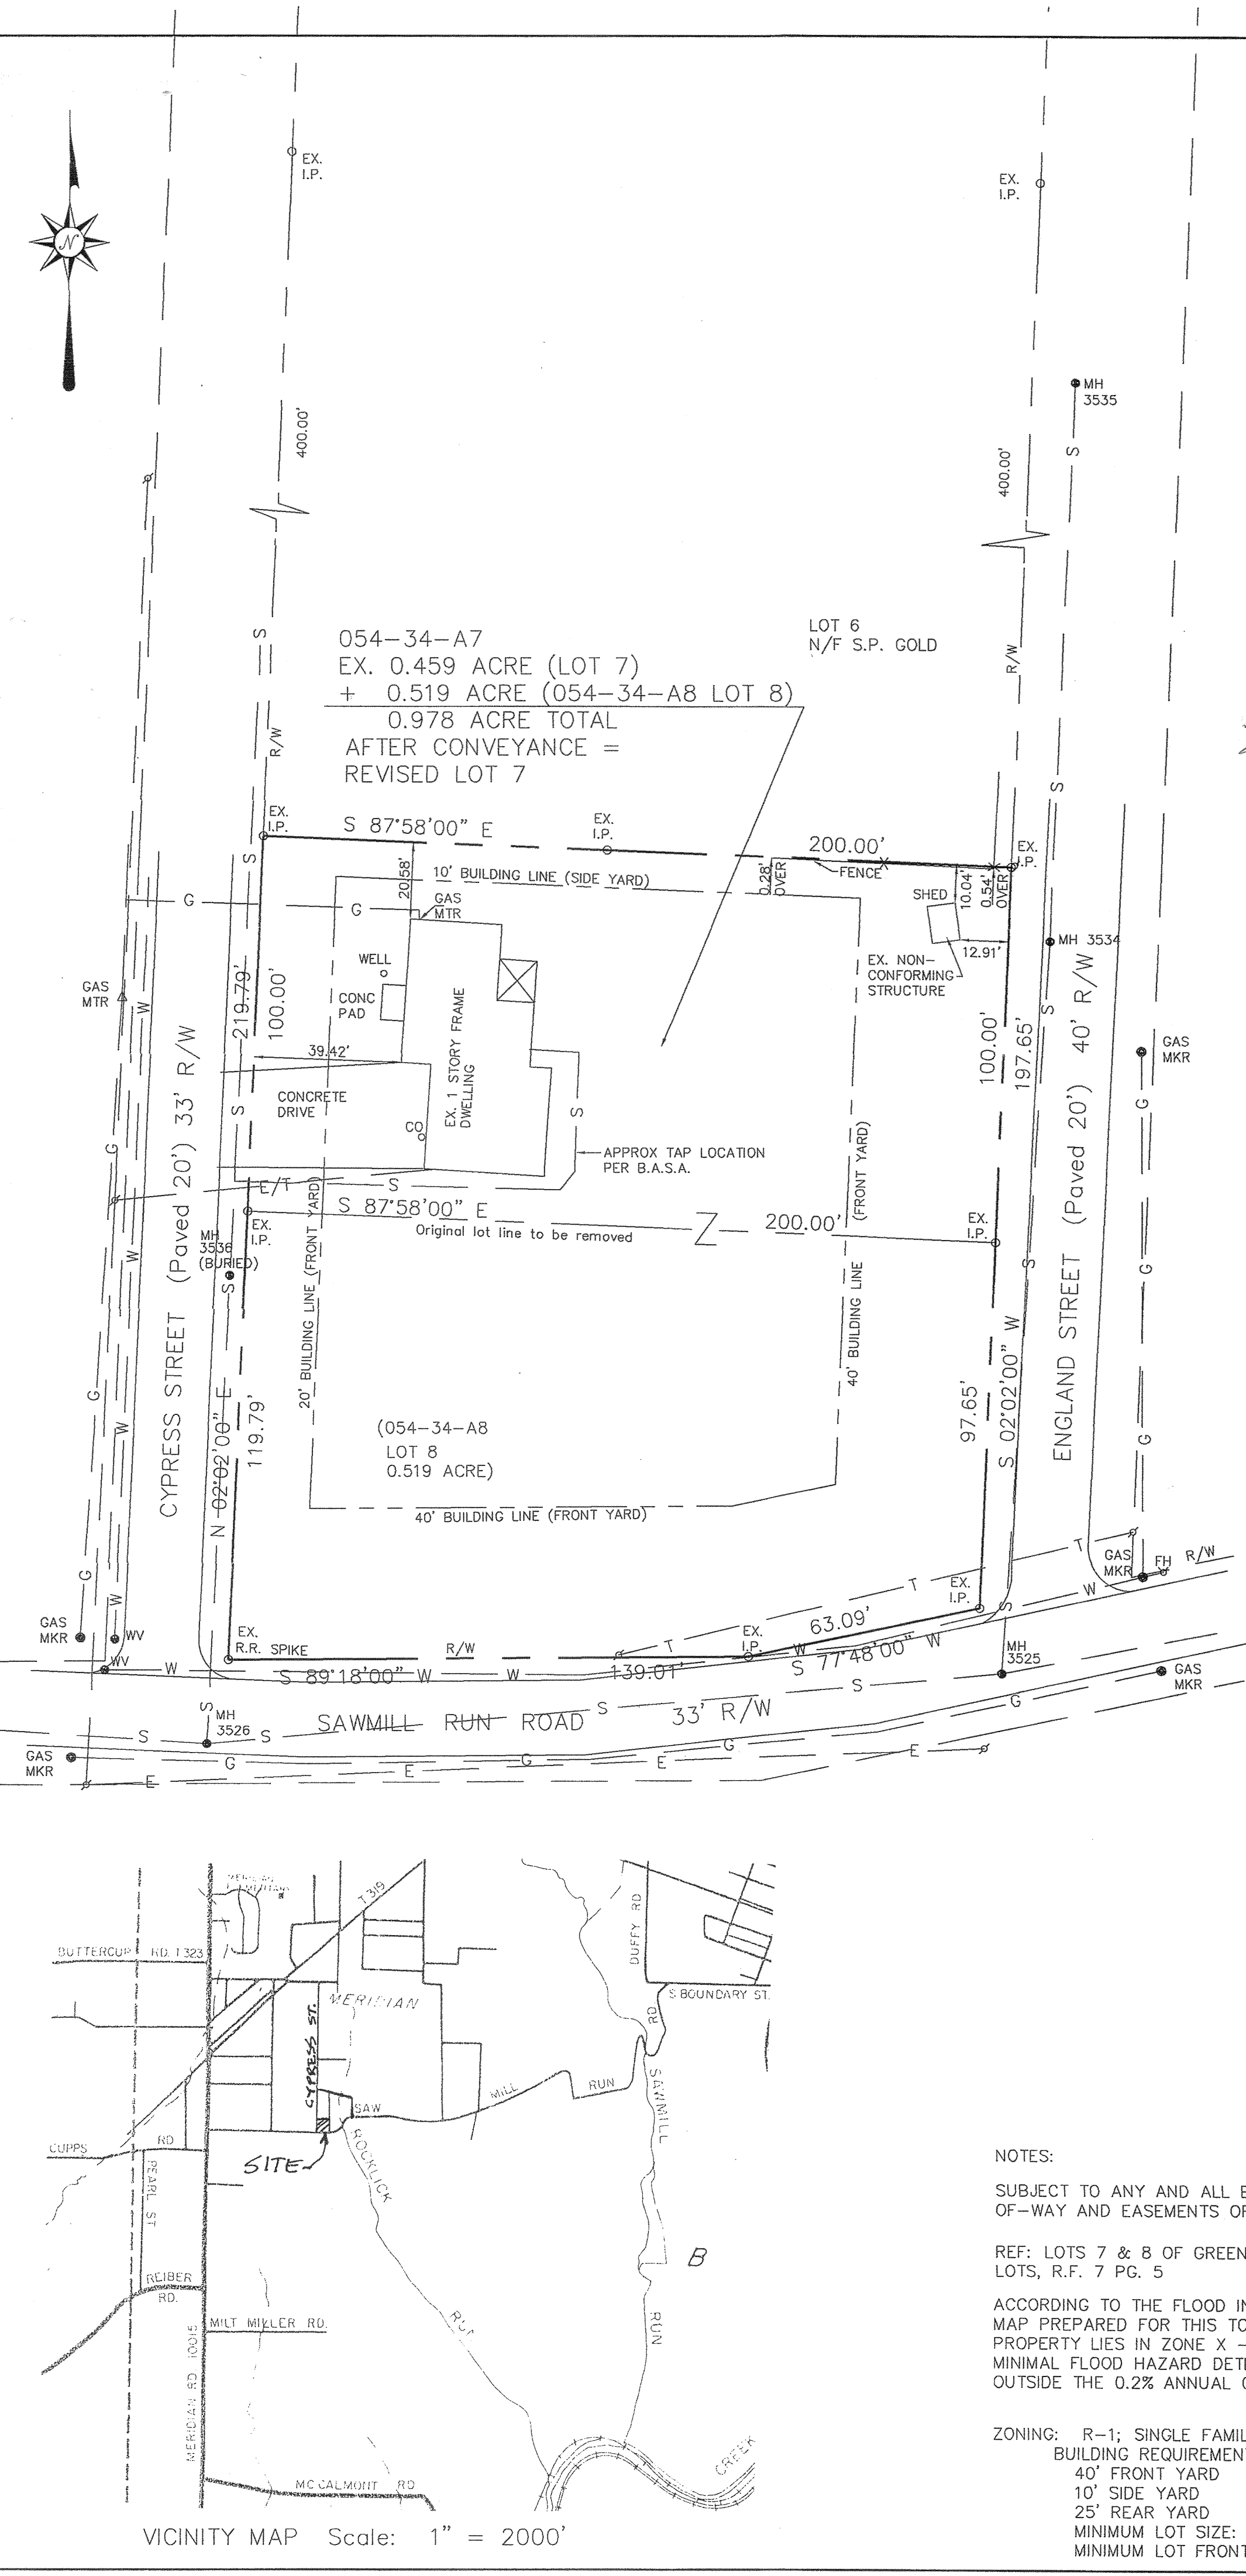 N
EX.
I.P.
EX.
I.P.
400.00'
400.00'
MH
3535
S
S
R/W
R/W
LOT 6
N/F S.P. GOLD
054-34-A7
EX. 0.459 ACRE (LOT 7)
+ 0.519 ACRE (054-34-A8 LOT 8)
0.978 ACRE TOTAL
AFTER CONVEYANCE =
REVISED LOT 7
S
EX.
I.P.
S 87°58'00" E
EX.
I.P.
200.00'
EX.
I.P.
S
20.58'
10' BUILDING LINE (SIDE YARD)
0.28'
OVER
FENCE
10.04'
0.54'
OVER
SHED
G
G
GAS
MTR
12.91'
MH 3534
WELL
EX. NON-
CONFORMING
STRUCTURE
GAS
MTR
W
CONC
PAD
219.79'
100.00'
S
39.42'
EX. 1 STORY FRAME
DWELLING
100.00'
197.65'
GAS
MKR
CONCRETE
DRIVE
S
CO
S
G
G
APPROX TAP LOCATION
PER B.A.S.A.
E/T
S
S 87°58'00" E
Original lot line to be removed
Z
200.00'
EX.
I.P.
EX.
I.P.
MH
3536
(BURIED)
S
W
S
G
CYPRESS STREET (Paved 20') 33' R/W
20' BUILDING LINE (FRONT YARD)
40' BUILDING LINE (FRONT YARD)
ENGLAND STREET (Paved 20') 40' R/W
N 02°02'00" E
119.79'
97.65'
S 02°02'00" W
G
W
G
(054-34-A8
LOT 8
0.519 ACRE)
40' BUILDING LINE (FRONT YARD)
G
W
T
T
GAS
MKR
FH
R/W
W
EX.
I.P.
S
GAS
MKR
WV
WV
W
EX.
R.R. SPIKE
R/W
T
EX.
I.P.
63.09'
W
W
S 89°18'00" W
W
139.01'
S 77°48'00" W
MH
3525
GAS
MKR
S
MH
3526
S
S
SAWMILL RUN ROAD
S
33' R/W
S
G
GAS
MKR
G
G
G
E
E
E
E
T 319
DUFFY RD
BUTTERCUP RD. T 323
MERIDIAN
S BOUNDARY ST.
CYPRESS ST.
RD
SAW
MILL
RUN
SAWMILL
RUN
CUPPS
RD
SITE
ROCKLICK
RUN
PEARL ST
B
REIBER
RD.
MILT MILLER RD.
MERIDIAN RD 10015
MC CALMONT RD
CREEK
VICINITY MAP Scale: 1" = 2000'
NOTES:
SUBJECT TO ANY AND ALL
OF-WAY AND EASEMENTS
REF: LOTS 7 & 8 OF GREEN
LOTS, R.F. 7 PG. 5
ACCORDING TO THE FLOOD
MAP PREPARED FOR THIS
PROPERTY LIES IN ZONE X -
MINIMAL FLOOD HAZARD
OUTSIDE THE 0.2% ANNUAL
ZONING: R-1; SINGLE
BUILDING
40' FRONT YARD
10' SIDE YARD
25' REAR YARD
MINIMUM LOT SIZE:
MINIMUM LOT